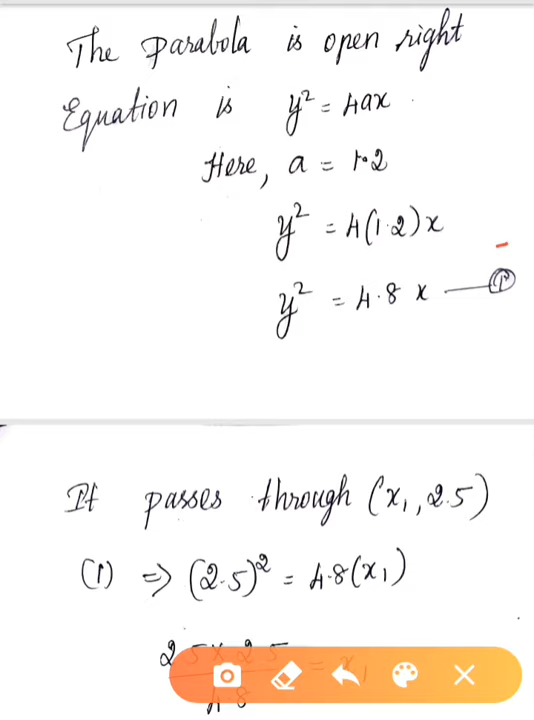 The Parabola is open right
Equation is y² = 4ax
Here, a = 1.2
y² = 4(1.2)x
y² = 4.8 x — (1)
It passes through (x₁, 2.5)
(1) ⇒ (2.5)² = 4.8(x₁)